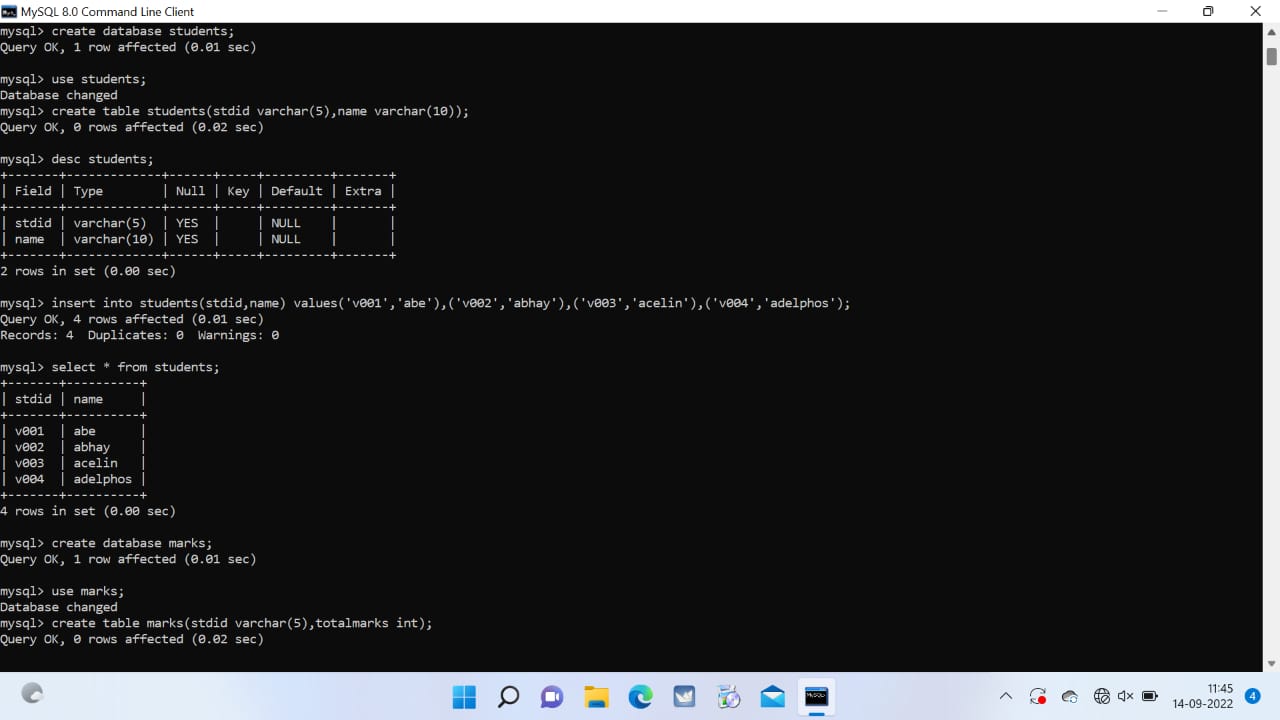 MySQL 8.0 Command Line Client
mysql> create database students;
Query OK, 1 row affected (0.01 sec)
mysql> use students;
Database changed
mysql> create table students(stdid varchar(5),name varchar(10));
Query OK, 0 rows affected (0.02 sec)
mysql> desc students;
+-------+-------------+------+-----+---------+-------+
| Field | Type        | Null | Key | Default | Extra |
+-------+-------------+------+-----+---------+-------+
| stdid | varchar(5)  | YES  |     | NULL    |       |
| name  | varchar(10) | YES  |     | NULL    |       |
+-------+-------------+------+-----+---------+-------+
2 rows in set (0.00 sec)
mysql> insert into students(stdid,name) values('v001','abe'),('v002','abhay'),('v003','acelin'),('v004','adelphos');
Query OK, 4 rows affected (0.01 sec)
Records: 4  Duplicates: 0  Warnings: 0
mysql> select * from students;
+-------+----------+
| stdid | name     |
+-------+----------+
| v001  | abe      |
| v002  | abhay    |
| v003  | acelin   |
| v004  | adelphos |
+-------+----------+
4 rows in set (0.00 sec)
mysql> create database marks;
Query OK, 1 row affected (0.01 sec)
mysql> use marks;
Database changed
mysql> create table marks(stdid varchar(5),totalmarks int);
Query OK, 0 rows affected (0.02 sec)
11:45
14-09-2022
4